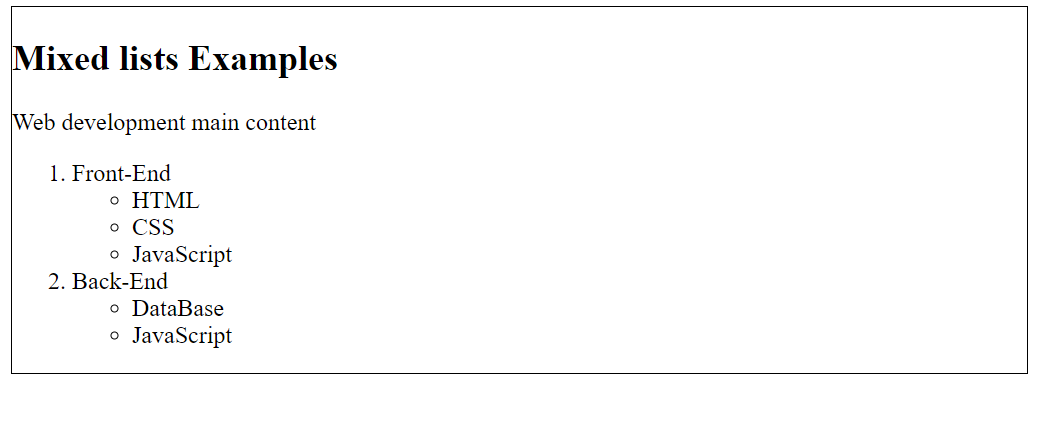 Mixed lists Examples
Web development main content
1. Front-End
HTML
CSS
JavaScript
2. Back-End
DataBase
JavaScript